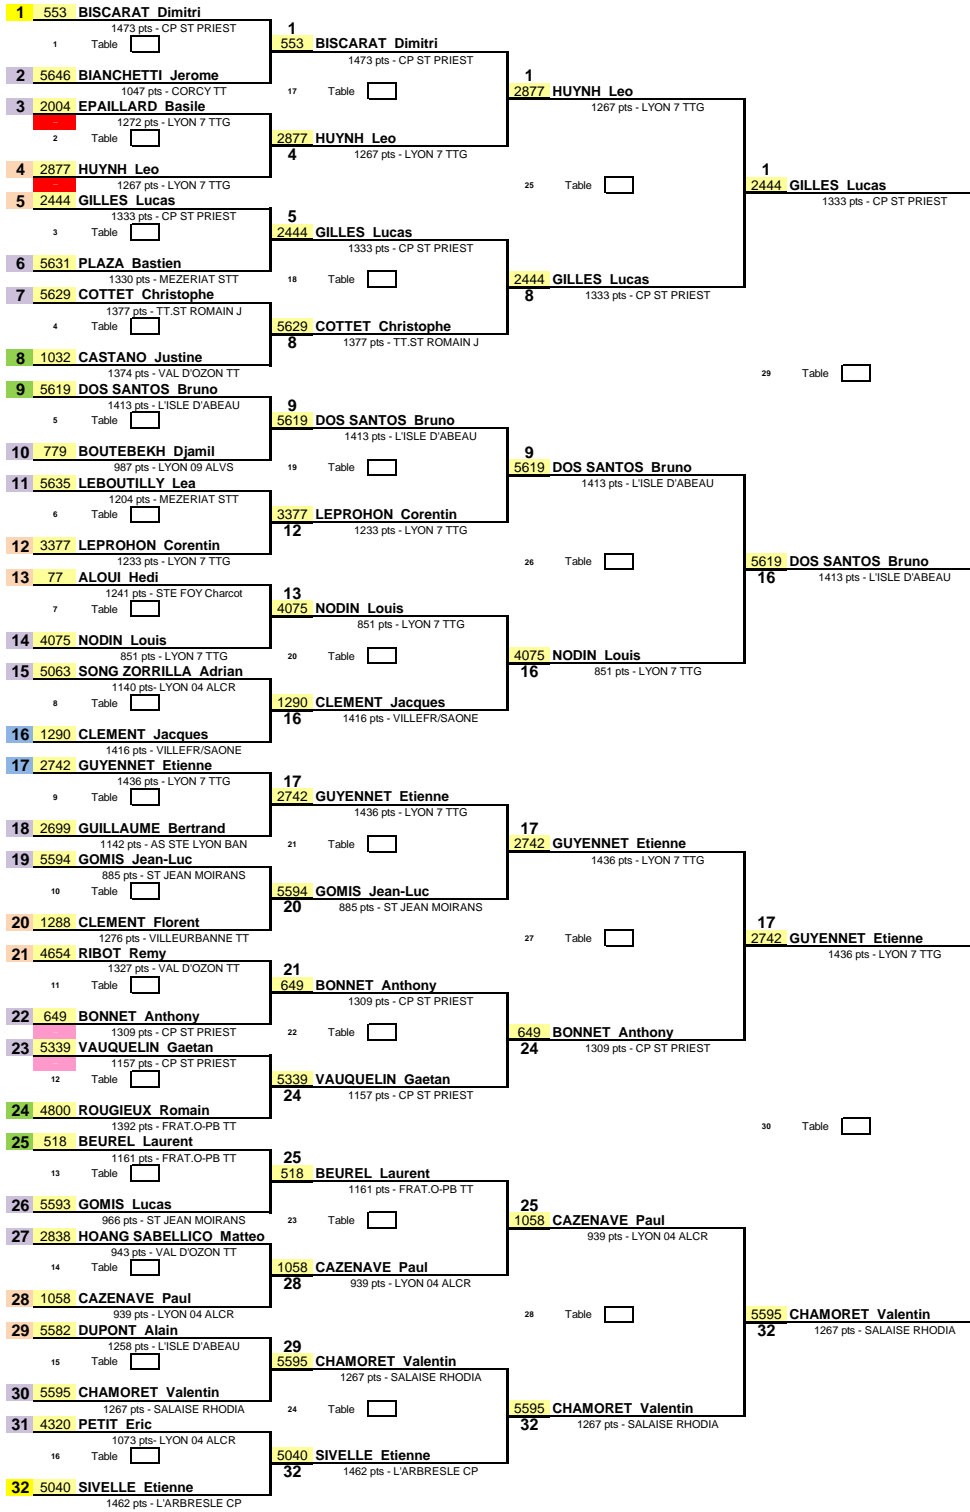 1 553 BISCARAT Dimitri
1473 pts - CP ST PRIEST
1 Table
2 5646 BIANCHETTI Jerome
1047 pts - CORCY TT
3 2004 EPAILLARD Basile
1272 pts - LYON 7 TTG
2 Table
4 2877 HUYNH Leo
1267 pts - LYON 7 TTG
5 2444 GILLES Lucas
1333 pts - CP ST PRIEST
3 Table
6 5631 PLAZA Bastien
1330 pts - MEZERIAT STT
7 5629 COTTET Christophe
1377 pts - TT.ST ROMAIN J
4 Table
8 1032 CASTANO Justine
1374 pts - VAL D'OZON TT
9 5619 DOS SANTOS Bruno
1413 pts - L'ISLE D'ABEAU
5 Table
10 779 BOUTEBEKH Djamil
987 pts - LYON 09 ALVS
11 5635 LEBOUTILLY Lea
1204 pts - MEZERIAT STT
6 Table
12 3377 LEPROHON Corentin
1233 pts - LYON 7 TTG
13 77 ALOUI Hedi
1241 pts - STE FOY Charcot
7 Table
14 4075 NODIN Louis
851 pts - LYON 7 TTG
15 5063 SONG ZORRILLA Adrian
1140 pts- LYON 04 ALCR
8 Table
16 1290 CLEMENT Jacques
1416 pts - VILLEFR/SAONE
17 2742 GUYENNET Etienne
1436 pts - LYON 7 TTG
9 Table
18 2699 GUILLAUME Bertrand
1142 pts - AS STE LYON BAN
19 5594 GOMIS Jean-Luc
885 pts - ST JEAN MOIRANS
10 Table
20 1288 CLEMENT Florent
1276 pts - VILLEURBANNE TT
21 4654 RIBOT Remy
1327 pts - VAL D'OZON TT
11 Table
22 649 BONNET Anthony
1309 pts - CP ST PRIEST
23 5339 VAUQUELIN Gaetan
1157 pts - CP ST PRIEST
12 Table
24 4800 ROUGIEUX Romain
1392 pts - FRAT.O-PB TT
25 518 BEUREL Laurent
1161 pts - FRAT.O-PB TT
13 Table
26 5593 GOMIS Lucas
966 pts - ST JEAN MOIRANS
27 2838 HOANG SABELLICO Matteo
943 pts - VAL D'OZON TT
14 Table
28 1058 CAZENAVE Paul
939 pts - LYON 04 ALCR
29 5582 DUPONT Alain
1258 pts - L'ISLE D'ABEAU
15 Table
30 5595 CHAMORET Valentin
1267 pts - SALAISE RHODIA
31 4320 PETIT Eric
1073 pts- LYON 04 ALCR
16 Table
32 5040 SIVELLE Etienne
1462 pts - L'ARBRESLE CP
1
553 BISCARAT Dimitri
1473 pts - CP ST PRIEST
17 Table
2877 HUYNH Leo
4 1267 pts - LYON 7 TTG
5
2444 GILLES Lucas
1333 pts - CP ST PRIEST
18 Table
5629 COTTET Christophe
8 1377 pts - TT.ST ROMAIN J
9
5619 DOS SANTOS Bruno
1413 pts - L'ISLE D'ABEAU
19 Table
3377 LEPROHON Corentin
12 1233 pts - LYON 7 TTG
13
4075 NODIN Louis
851 pts - LYON 7 TTG
20 Table
1290 CLEMENT Jacques
16 1416 pts - VILLEFR/SAONE
17
2742 GUYENNET Etienne
1436 pts - LYON 7 TTG
21 Table
5594 GOMIS Jean-Luc
20 885 pts - ST JEAN MOIRANS
21
649 BONNET Anthony
1309 pts - CP ST PRIEST
22 Table
5339 VAUQUELIN Gaetan
24 1157 pts - CP ST PRIEST
25
518 BEUREL Laurent
1161 pts - FRAT.O-PB TT
23 Table
1058 CAZENAVE Paul
28 939 pts - LYON 04 ALCR
29
5595 CHAMORET Valentin
1267 pts - SALAISE RHODIA
24 Table
5040 SIVELLE Etienne
32 1462 pts - L'ARBRESLE CP
1
2877 HUYNH Leo
1267 pts - LYON 7 TTG
25 Table
2444 GILLES Lucas
8 1333 pts - CP ST PRIEST
9
5619 DOS SANTOS Bruno
1413 pts - L'ISLE D'ABEAU
26 Table
4075 NODIN Louis
16 851 pts - LYON 7 TTG
17
2742 GUYENNET Etienne
1436 pts - LYON 7 TTG
27 Table
649 BONNET Anthony
24 1309 pts - CP ST PRIEST
25
1058 CAZENAVE Paul
939 pts - LYON 04 ALCR
28 Table
5595 CHAMORET Valentin
32 1267 pts - SALAISE RHODIA
1
2444 GILLES Lucas
1333 pts - CP ST PRIEST
29 Table
5619 DOS SANTOS Bruno
16 1413 pts - L'ISLE D'ABEAU
17
2742 GUYENNET Etienne
1436 pts - LYON 7 TTG
30 Table
5595 CHAMORET Valentin
32 1267 pts - SALAISE RHODIA